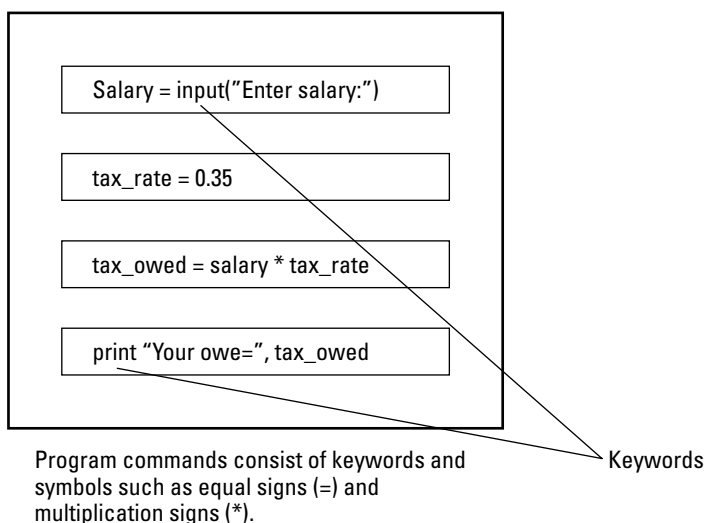 Salary = input(”Enter salary:”)
tax_rate = 0.35
tax_owed = salary * tax_rate
print “Your owe=”, tax_owed
Keywords
Program commands consist of keywords and
symbols such as equal signs (=) and
multiplication signs (*).